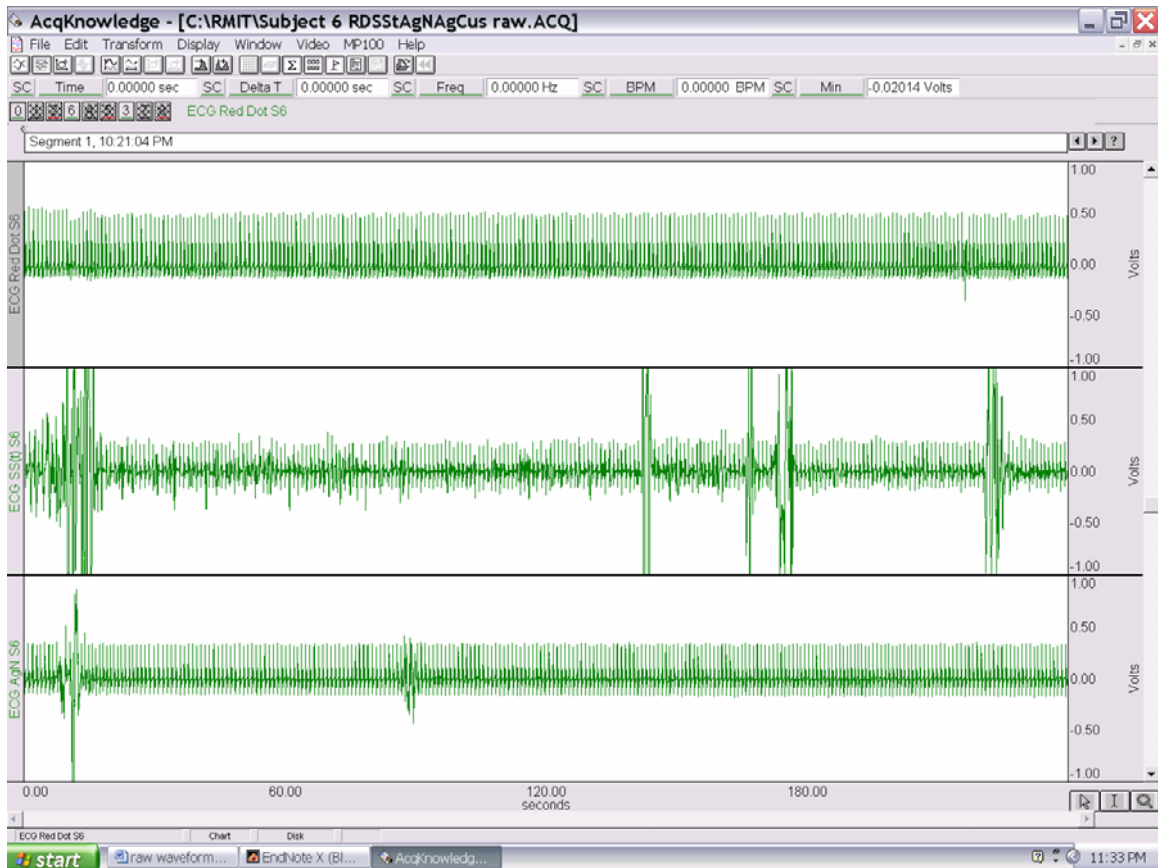 AcqKnowledge - [C:\RMIT\Subject 6 RDSStAgNAgCus raw.ACQ]
File Edit Transform Display Window Video MP100 Help
SC Time 0.00000 sec SC Delta T 0.00000 sec SC Freq 0.00000 Hz SC BPM 0.00000 BPM SC Min -0.02014 Volts
0 6 3 ECG Red Dot S6
Segment 1, 10:21:04 PM
?
ECG Red Dot S6
1.00
0.50
0.00
-0.50
-1.00
Volts
ECG SS(t) S6
1.00
0.50
0.00
-0.50
-1.00
Volts
ECG AgN S6
1.00
0.50
0.00
-0.50
-1.00
Volts
0.00 60.00 120.00 180.00
seconds
ECG Red Dot S6 Chart Disk
start raw waveform... EndNote X (Bl... AcqKnowledg... 11:33 PM